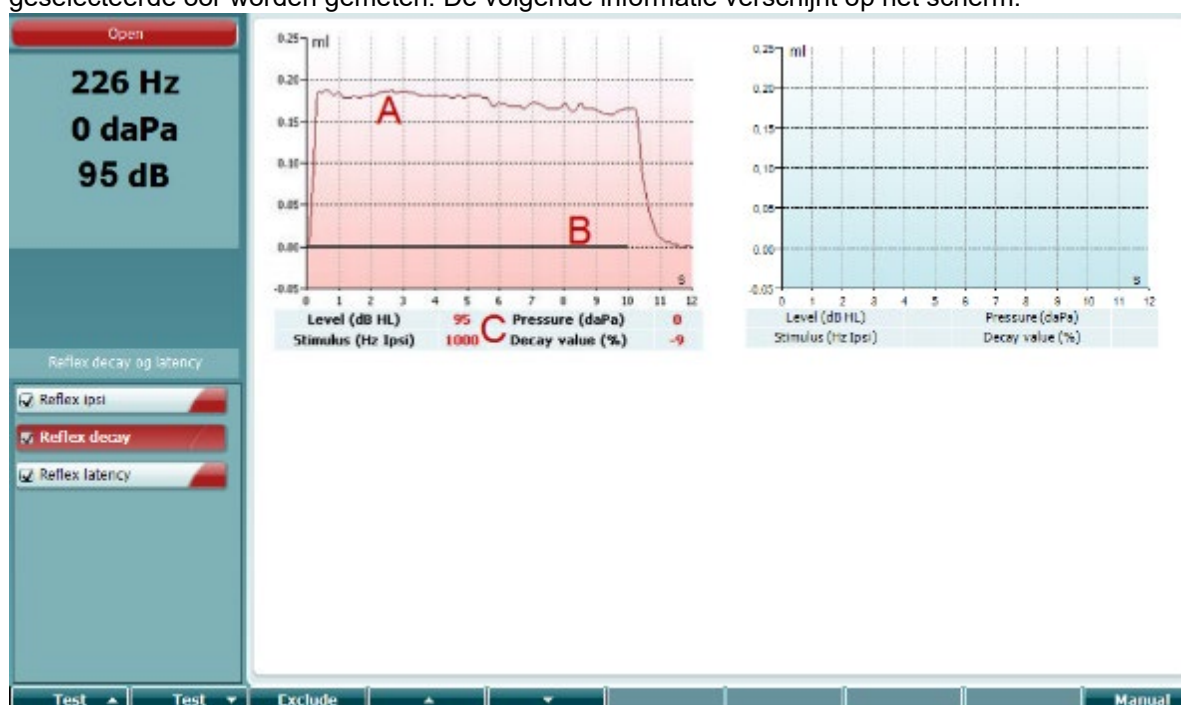 geselecteerde oor worden gemeten. De volgende informatie verschijnt op het scherm:
Open
226 Hz
0 daPa
95 dB
Reflex decay og latency
Reflex ipsi
Reflex decay
Reflex latency
0.25 ml
0.20
A
0.15
0.10
0.05
B
0.00
s
-0.05
0 1 2 3 4 5 6 7 8 9 10 11 12
Level (dB HL) 95 C Pressure (daPa) 0
Stimulus (Hz Ipsi) 1000 Decay value (%) -9
0.25 ml
0.20
0.15
0.10
0.05
0.00
s
-0.05
0 1 2 3 4 5 6 7 8 9 10 11 12
Level (dB HL) Pressure (daPa)
Stimulus (Hz Ipsi) Decay value (%)
Test Test Exclude Manual